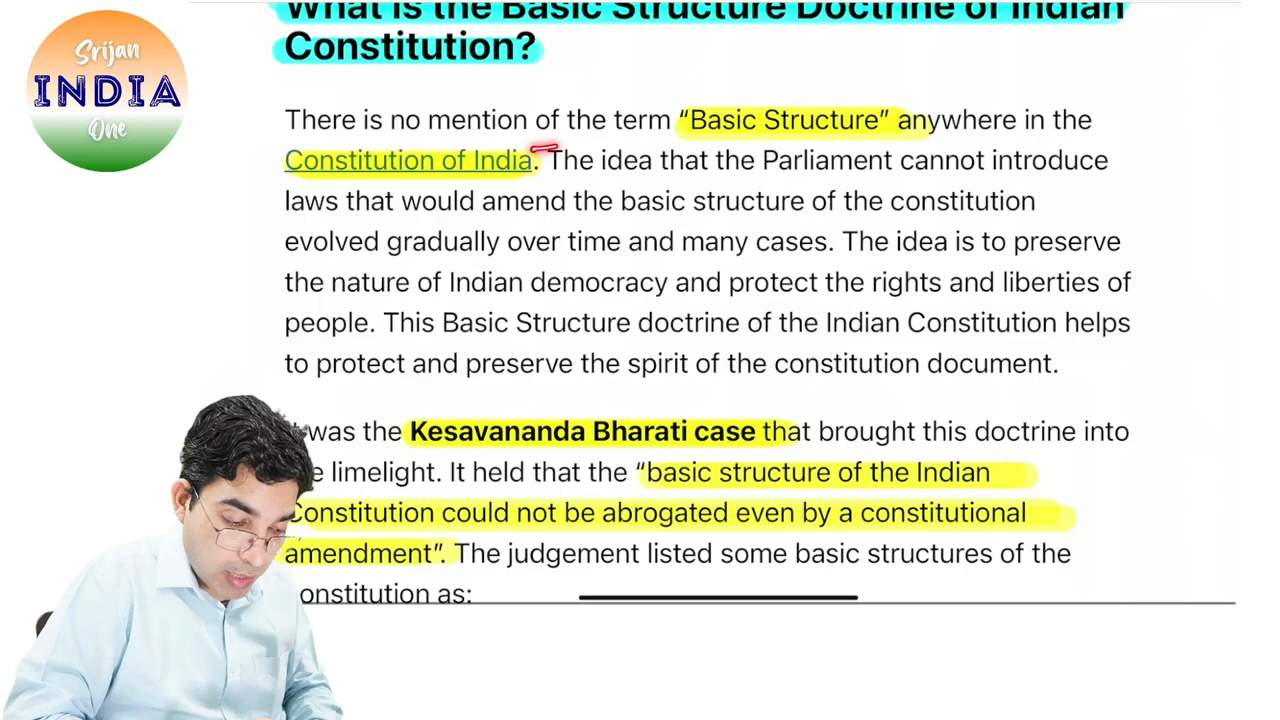 Srijan
INDIA
One
What is the Basic Structure Doctrine of Indian
Constitution?
There is no mention of the term “Basic Structure” anywhere in the
Constitution of India. The idea that the Parliament cannot introduce
laws that would amend the basic structure of the constitution
evolved gradually over time and many cases. The idea is to preserve
the nature of Indian democracy and protect the rights and liberties of
people. This Basic Structure doctrine of the Indian Constitution helps
to protect and preserve the spirit of the constitution document.
was the Kesavananda Bharati case that brought this doctrine into
limelight. It held that the “basic structure of the Indian
Constitution could not be abrogated even by a constitutional
amendment”. The judgement listed some basic structures of the
constitution as: